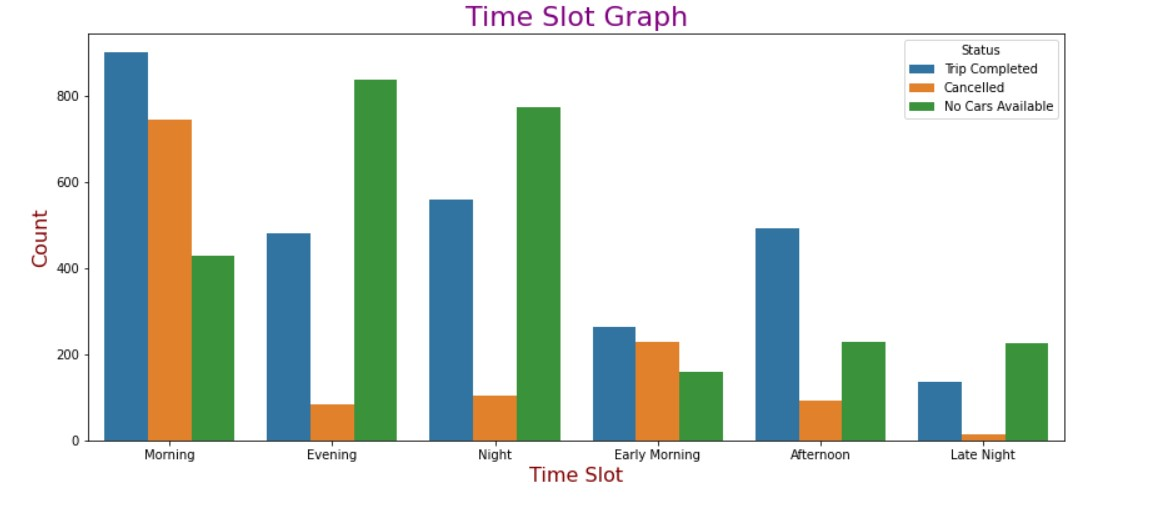 Time Slot Graph
Status
Trip Completed
Cancelled
No Cars Available
800
600
400
200
0
Count
Morning Evening Night Early Morning Afternoon Late Night
Time Slot